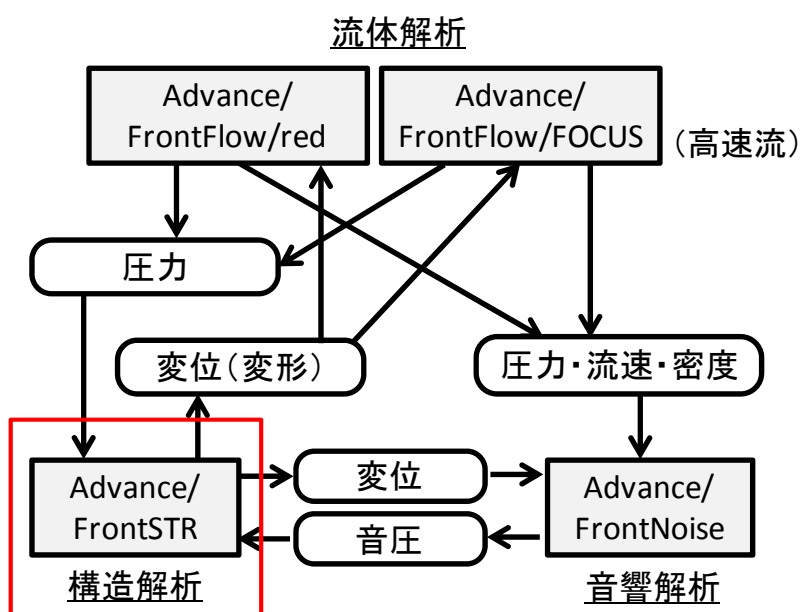 流体解析
Advance/
FrontFlow/red
Advance/
FrontFlow/FOCUS
(高速流)
圧力
変位(変形)
圧力・流速・密度
Advance/
FrontSTR
変位
音圧
Advance/
FrontNoise
構造解析
音響解析